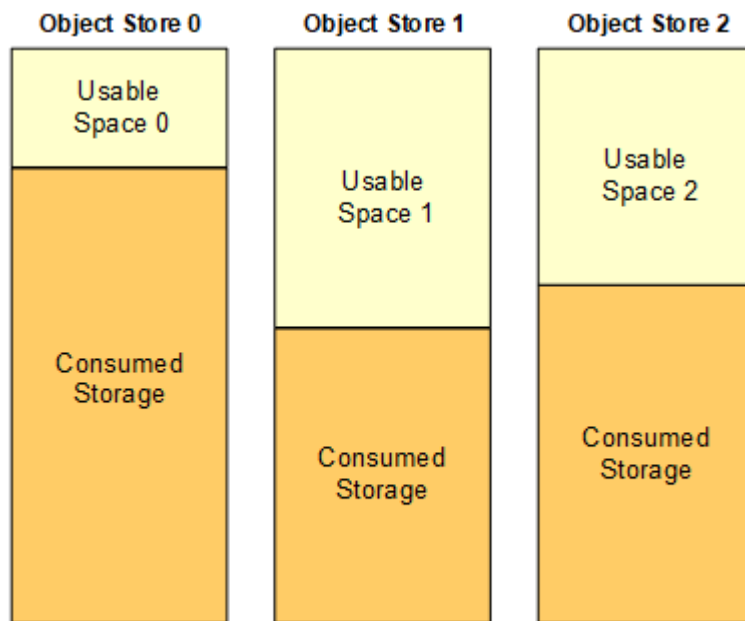 Object Store 0
Object Store 1
Object Store 2
Usable
Space 0
Usable
Space 1
Usable
Space 2
Consumed
Storage
Consumed
Storage
Consumed
Storage